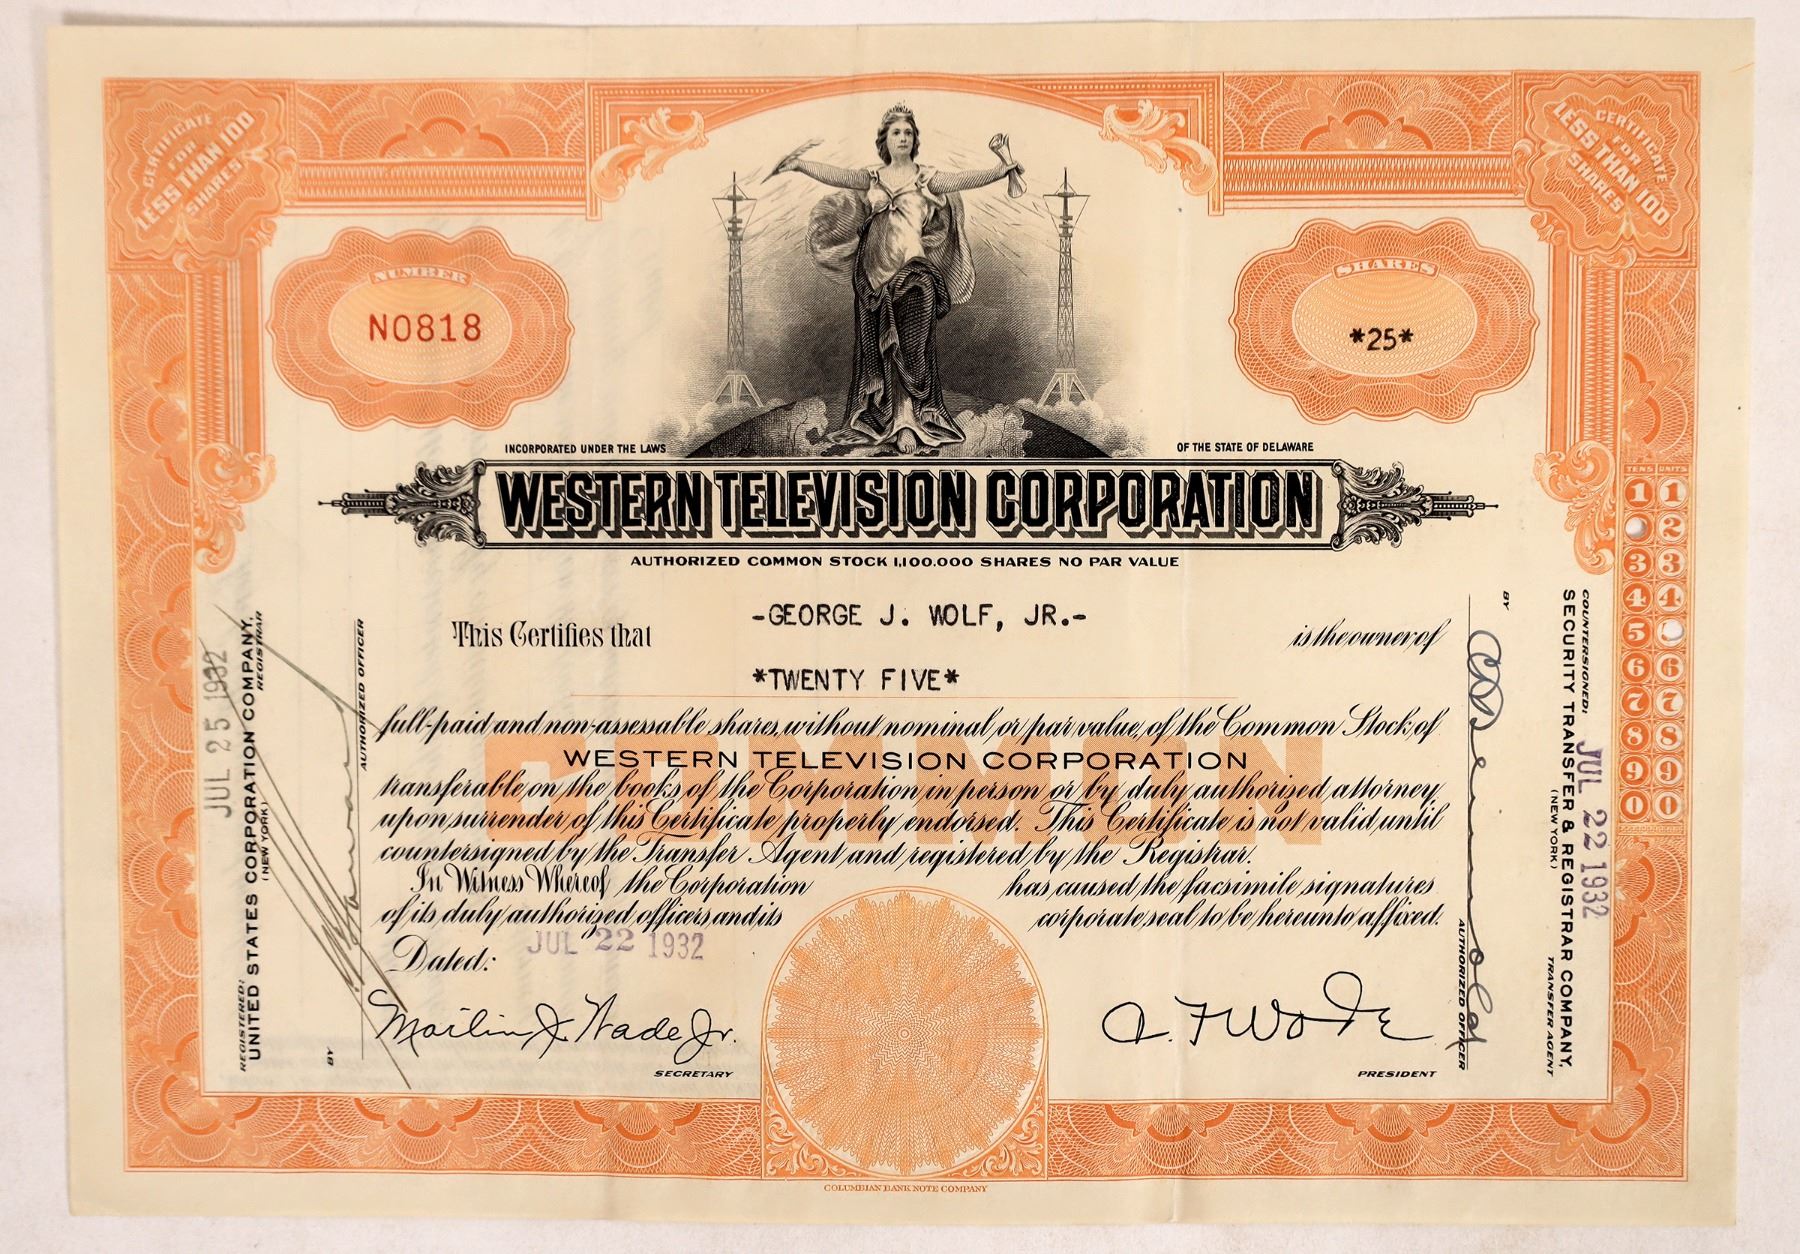 CERTIFICATE
FOR
LESS THAN 100
SHARES
CERTIFICATE
FOR
LESS THAN 100
SHARES
NUMBER
N0818
SHARES
*25*
INCORPORATED UNDER THE LAWS
OF THE STATE OF DELAWARE
WESTERN TELEVISION CORPORATION
AUTHORIZED COMMON STOCK 1,100,000 SHARES NO PAR VALUE
-GEORGE J. WOLF, JR.-
This Certifies that is the owner of
*TWENTY FIVE*
full-paid and non-assessable shares, without nominal or par value, of the Common Stock of
WESTERN TELEVISION CORPORATION
transferable on the books of the Corporation in person or by duly authorized attorney
upon surrender of this Certificate properly endorsed. This Certificate is not valid until
countersigned by the Transfer Agent and registered by the Registrar.
In Witness Whereof the Corporation has caused the facsimile signatures
of its duly authorized officers and its corporate seal to be hereunto affixed.
Dated: JUL 22 1932
COMMON
Marlin J. Wade Jr.
SECRETARY
A. F. Wode
PRESIDENT
COLUMBIAN BANK NOTE COMPANY
REGISTERED:
UNITED STATES CORPORATION COMPANY,
(NEW YORK) REGISTRAR
JUL 25 1932
BY
AUTHORIZED OFFICER
COUNTERSIGNED:
SECURITY TRANSFER & REGISTRAR COMPANY,
(NEW YORK) TRANSFER AGENT
JUL 22 1932
BY
AUTHORIZED OFFICER
TENS UNITS
1 1
2
3 3
4 4
5
6 6
7 7
8 8
9 9
0 0